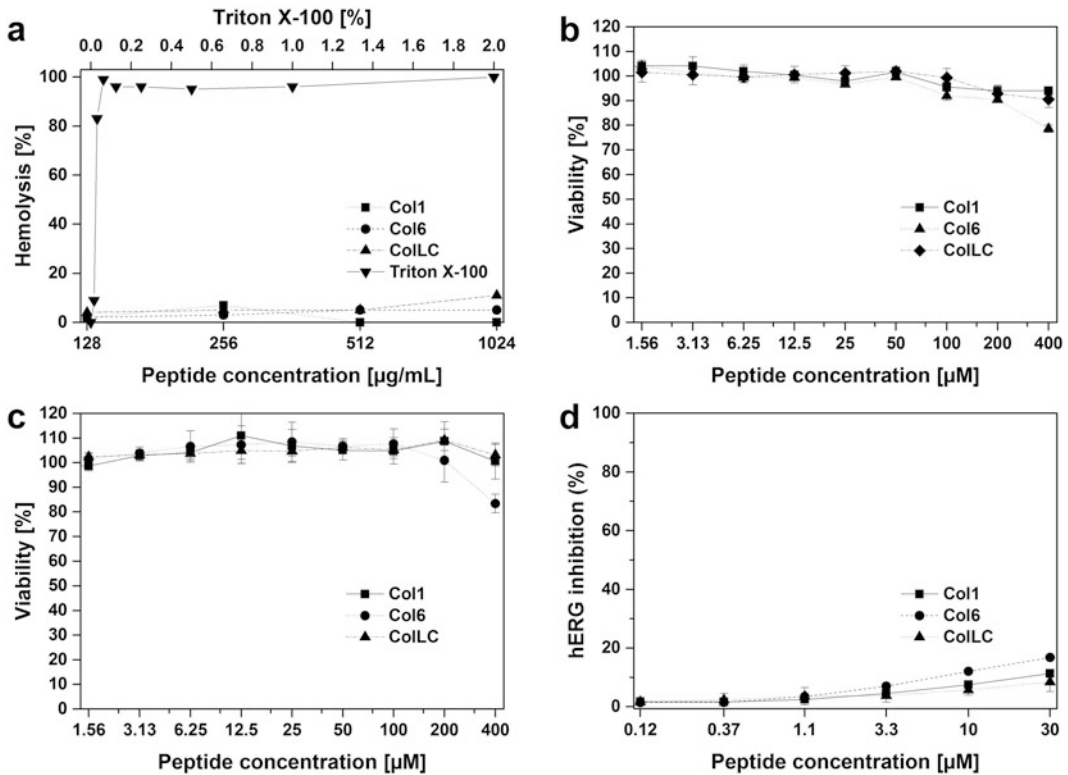 a
Triton X-100 [%]
0.0 0.2 0.4 0.6 0.8 1.0 1.2 1.4 1.6 1.8 2.0
100
80
60
40
20
0
Hemolysis [%]
Col1
Col6
ColLC
Triton X-100
128 256 512 1024
Peptide concentration [µg/mL]
b
120
110
100
90
80
70
60
50
40
30
20
10
0
Viability [%]
Col1
Col6
ColLC
1.56 3.13 6.25 12.5 25 50 100 200 400
Peptide concentration [µM]
c
120
110
100
90
80
70
60
50
40
30
20
10
0
Viability [%]
Col1
Col6
ColLC
1.56 3.13 6.25 12.5 25 50 100 200 400
Peptide concentration [µM]
d
100
80
60
40
20
0
hERG inhibition (%)
Col1
Col6
ColLC
0.12 0.37 1.1 3.3 10 30
Peptide concentration [µM]